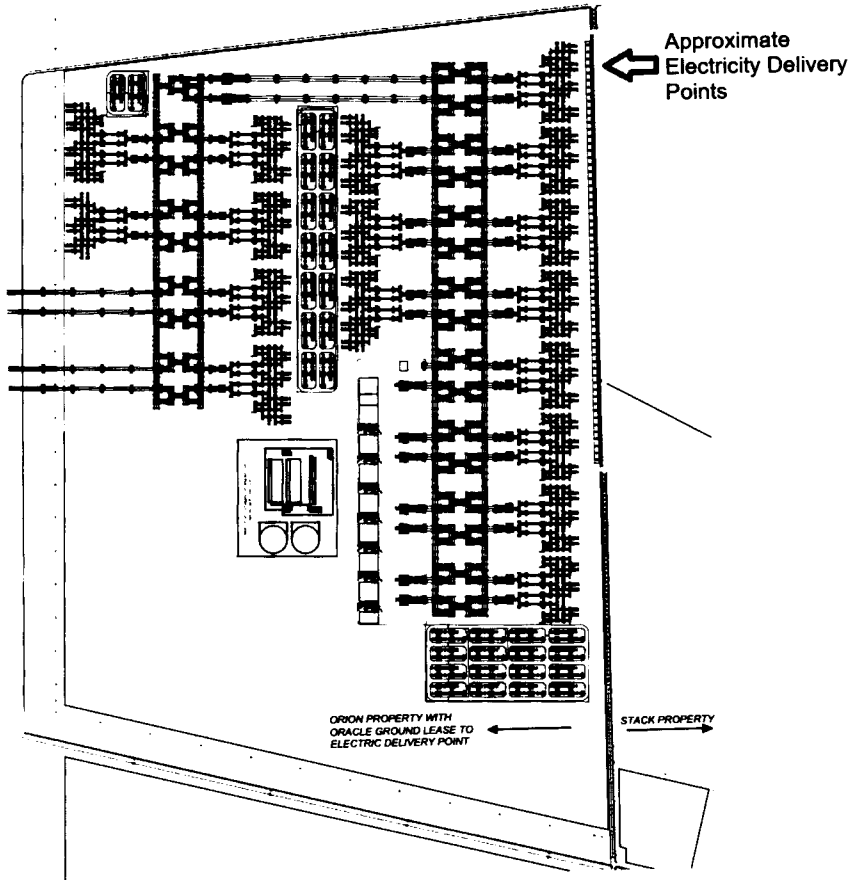 Approximate
Electricity Delivery
Points
ORION PROPERTY WITH
ORACLE GROUND LEASE TO
ELECTRIC DELIVERY POINT
STACK PROPERTY